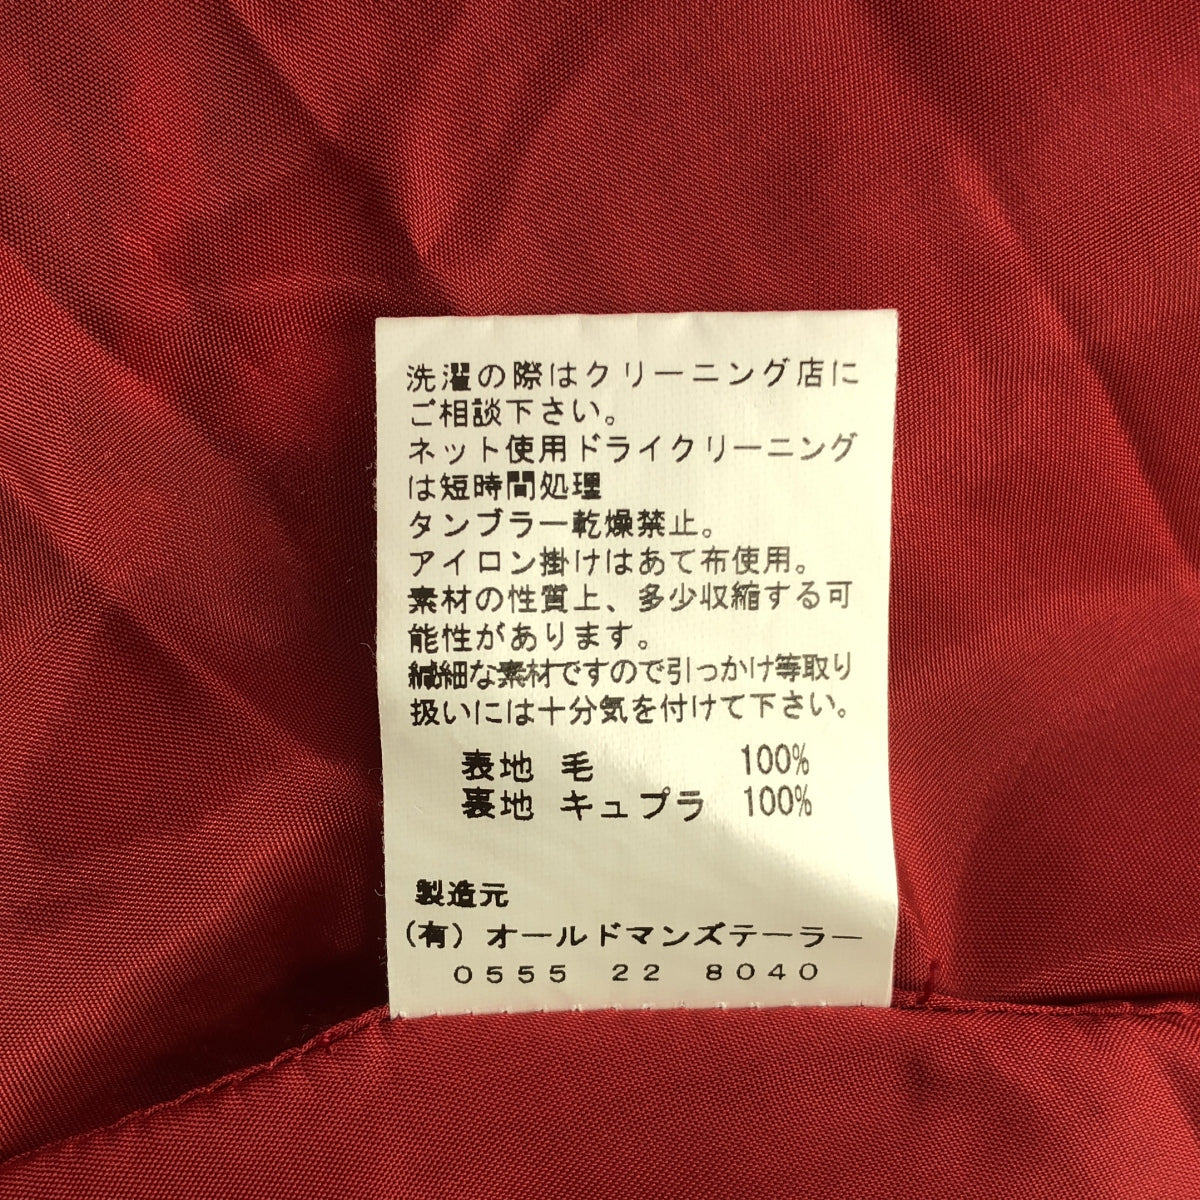 洗濯の際はクリーニング店に
ご相談下さい。
ネット使用ドライクリーニング
は短時間処理
タンブラー乾燥禁止。
アイロン掛けはあて布使用。
素材の性質上、多少収縮する可
能性があります。
繊細な素材ですので引っかけ等取り
扱いには十分気を付けて下さい。
表地 毛 100%
裏地 キュプラ 100%
製造元
(有)オールドマンズテーラー
0555 22 8040